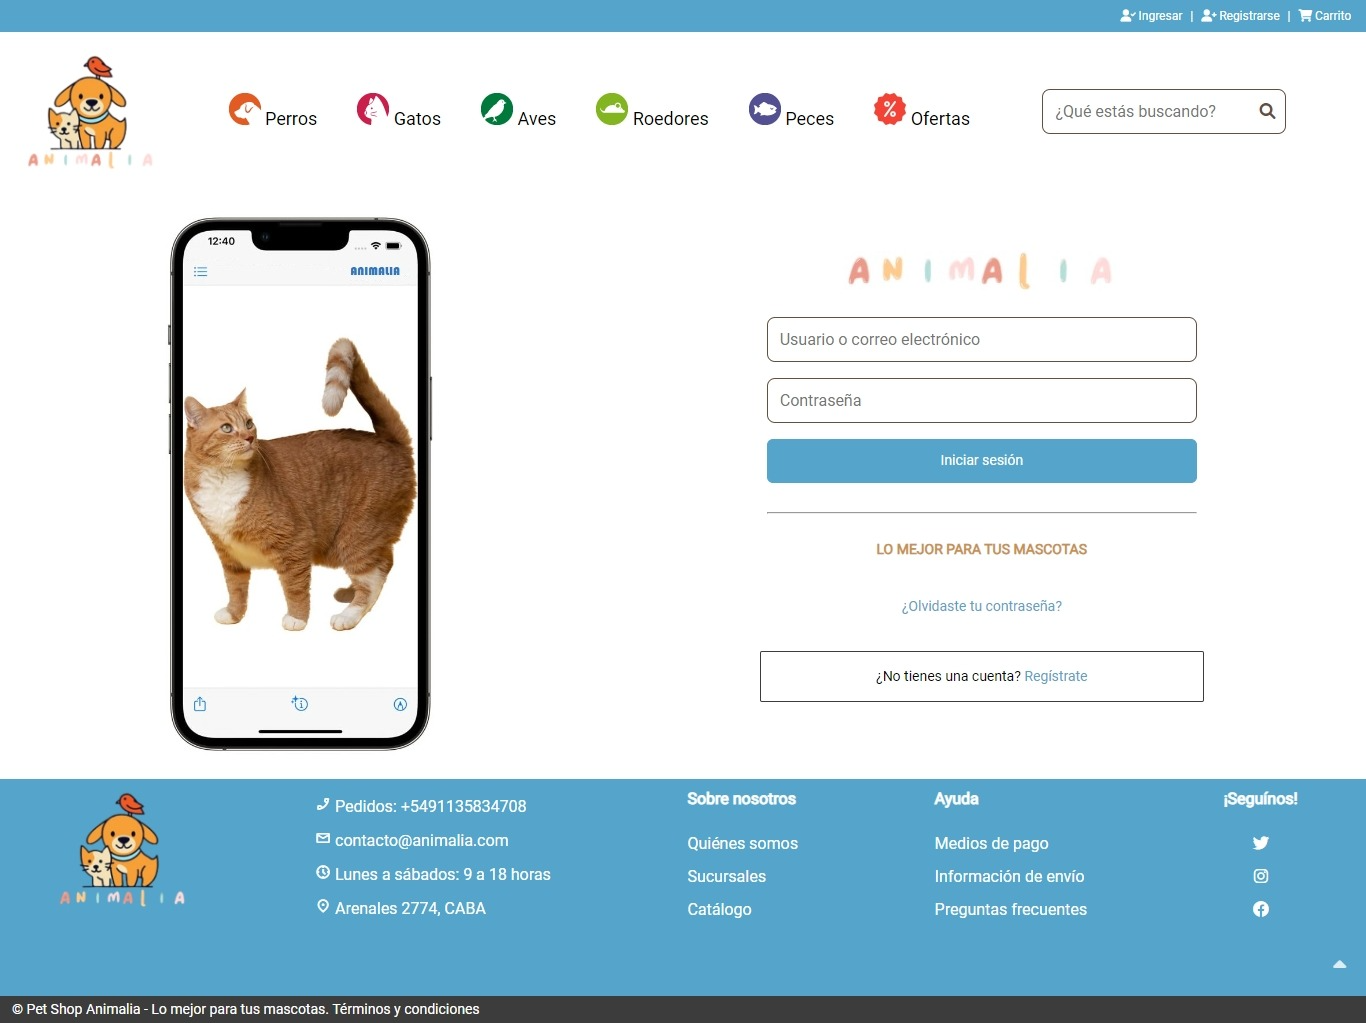 Ingresar | Registrarse | Carrito
ANIMALIA
Perros
Gatos
Aves
Roedores
Peces
Ofertas
¿Qué estás buscando?
12:40
ANIMALIA
ANIMALIA
Usuario o correo electrónico
Contraseña
Iniciar sesión
LO MEJOR PARA TUS MASCOTAS
¿Olvidaste tu contraseña?
¿No tienes una cuenta? Regístrate
ANIMALIA
Pedidos: +5491135834708
contacto@animalia.com
Lunes a sábados: 9 a 18 horas
Arenales 2774, CABA
Sobre nosotros
Quiénes somos
Sucursales
Catálogo
Ayuda
Medios de pago
Información de envío
Preguntas frecuentes
¡Seguínos!
© Pet Shop Animalia - Lo mejor para tus mascotas. Términos y condiciones